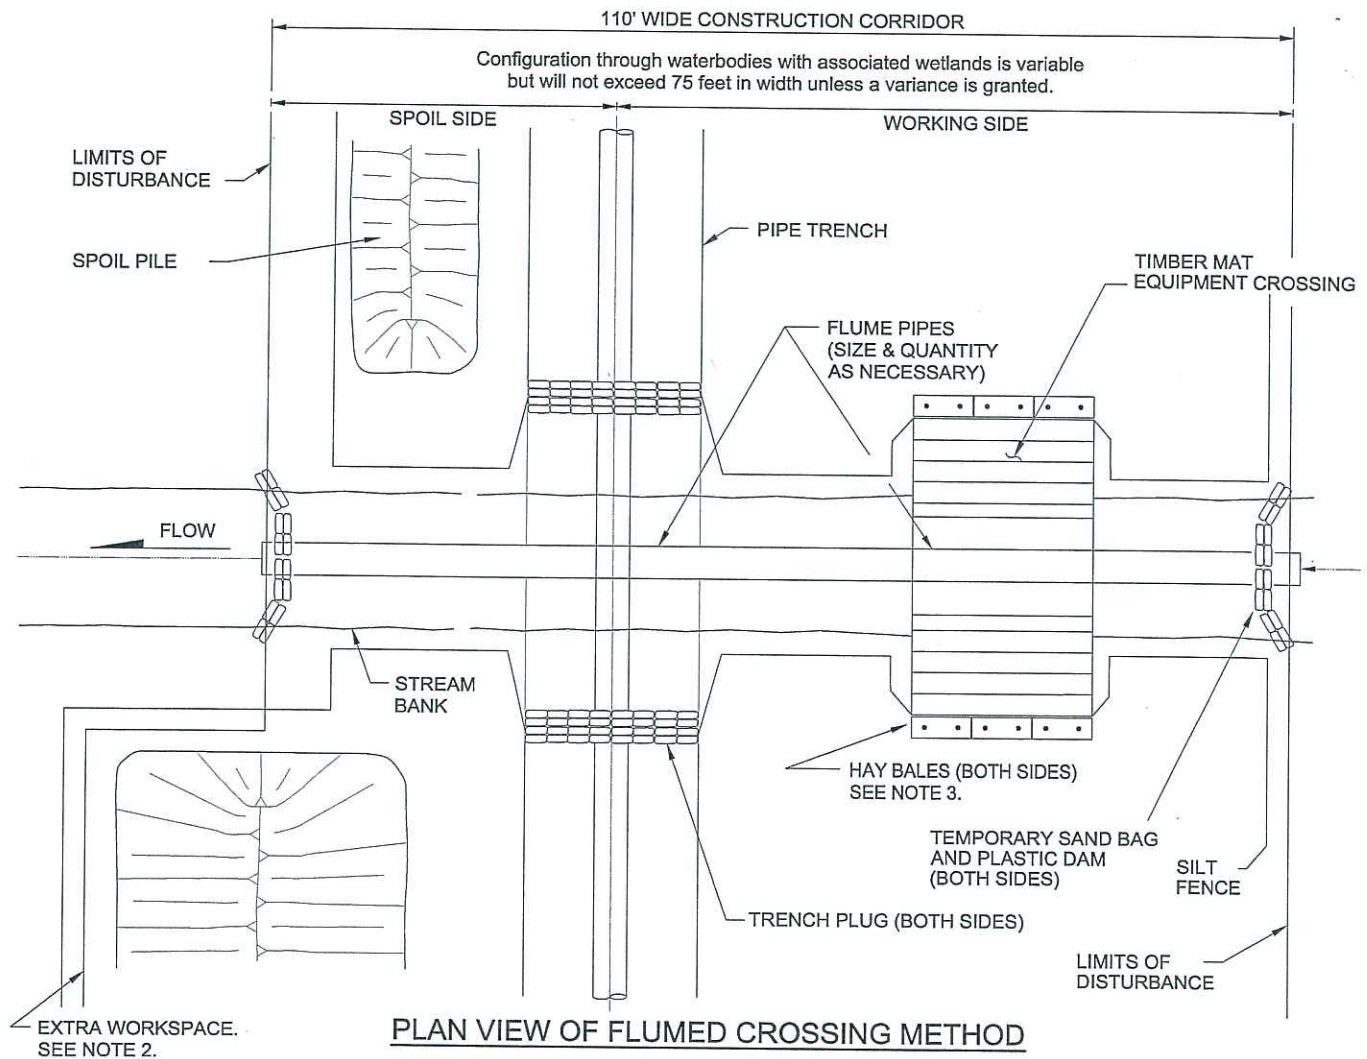 110' WIDE CONSTRUCTION CORRIDOR
Configuration through waterbodies with associated wetlands is variable
but will not exceed 75 feet in width unless a variance is granted.
SPOIL SIDE
WORKING SIDE
LIMITS OF
DISTURBANCE
SPOIL PILE
PIPE TRENCH
TIMBER MAT
EQUIPMENT CROSSING
FLUME PIPES
(SIZE & QUANTITY
AS NECESSARY)
FLOW
STREAM
BANK
HAY BALES (BOTH SIDES)
SEE NOTE 3.
TEMPORARY SAND BAG
AND PLASTIC DAM
(BOTH SIDES)
SILT
FENCE
TRENCH PLUG (BOTH SIDES)
LIMITS OF
DISTURBANCE
EXTRA WORKSPACE.
SEE NOTE 2.
PLAN VIEW OF FLUMED CROSSING METHOD